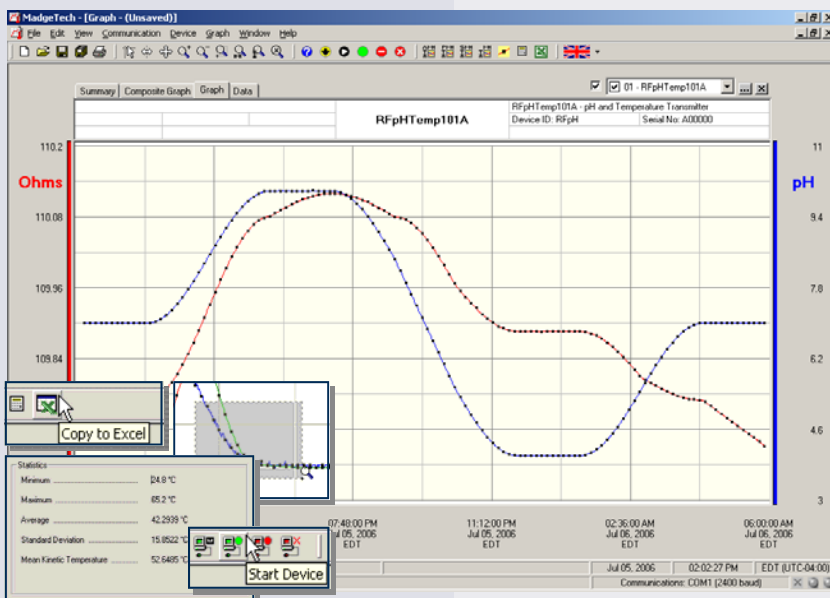 MadgeTech - [Graph - (Unsaved)]
File Edit View Communication Device Graph Window Help
Summary Composite Graph Graph Data
01 - RFpHTemp101A
RFpHTemp101A
RFpHTemp101A - pH and Temperature Transmitter
Device ID: RFpH Serial No: A00000
110.2
11
Ohms
pH
110.08
9.4
109.96
7.8
109.84
6.2
4.6
3
Copy to Excel
Statistics
Minimum 24.8 °C
Maximum 65.2 °C
Average 42.2939 °C
Standard Deviation 15.8522 °C
Mean Kinetic Temperature 52.6485 °C
Start Device
07:48:00 PM
Jul 05, 2006
EDT
11:12:00 PM
Jul 05, 2006
EDT
02:36:00 AM
Jul 06, 2006
EDT
06:00:00 AM
Jul 06, 2006
EDT
Jul 05, 2006 02:02:27 PM EDT (UTC-04:00)
Communications: COM1 (2400 baud)